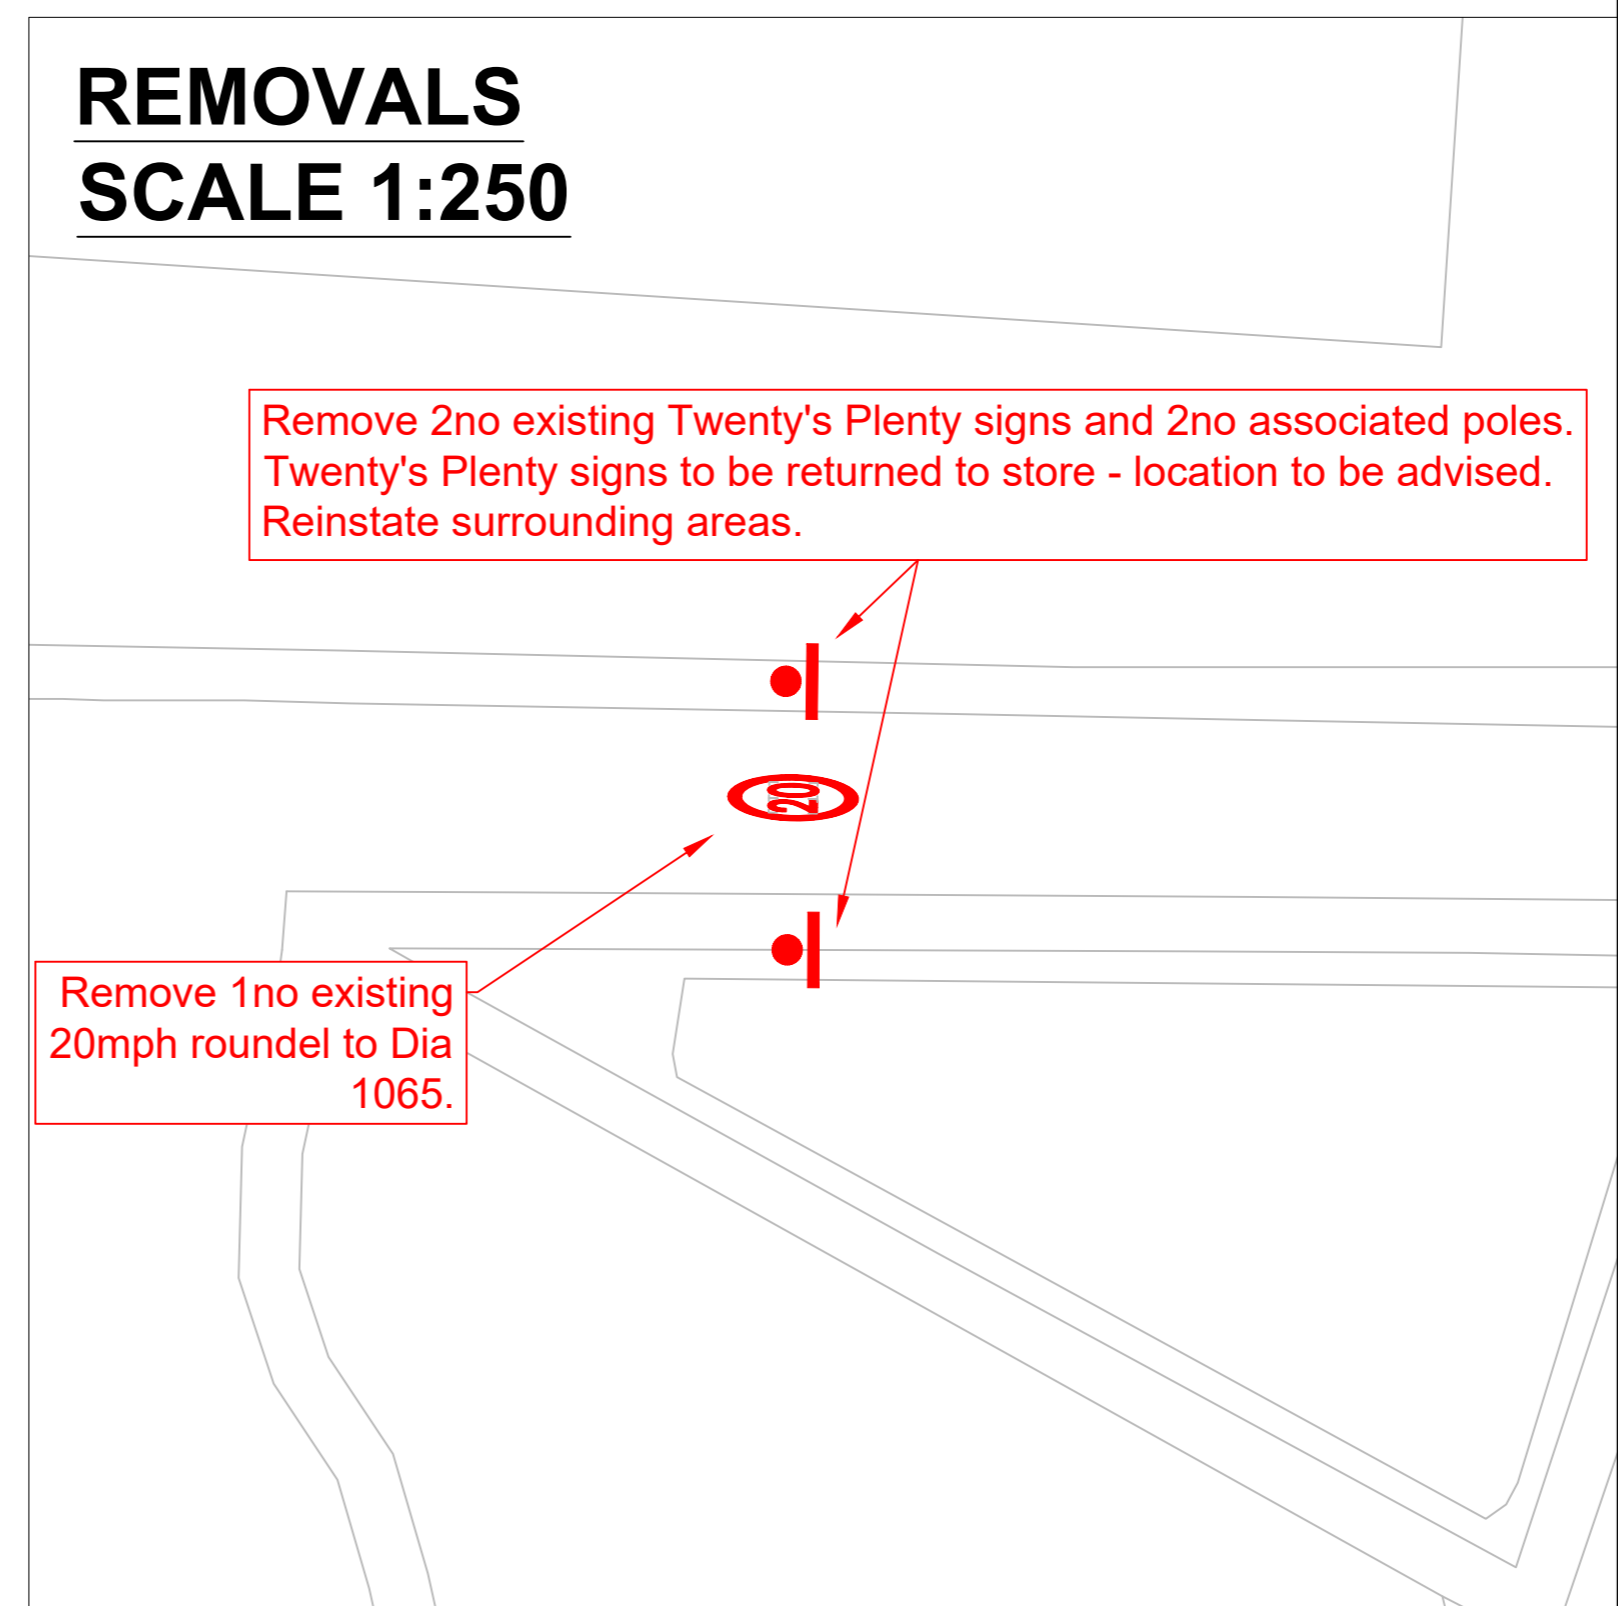 REMOVALS
SCALE 1:250
Remove 2no existing Twenty's Plenty signs and 2no associated poles.
Twenty's Plenty signs to be returned to store - location to be advised.
Reinstate surrounding areas.
20
Remove 1no existing
20mph roundel to Dia
1065.